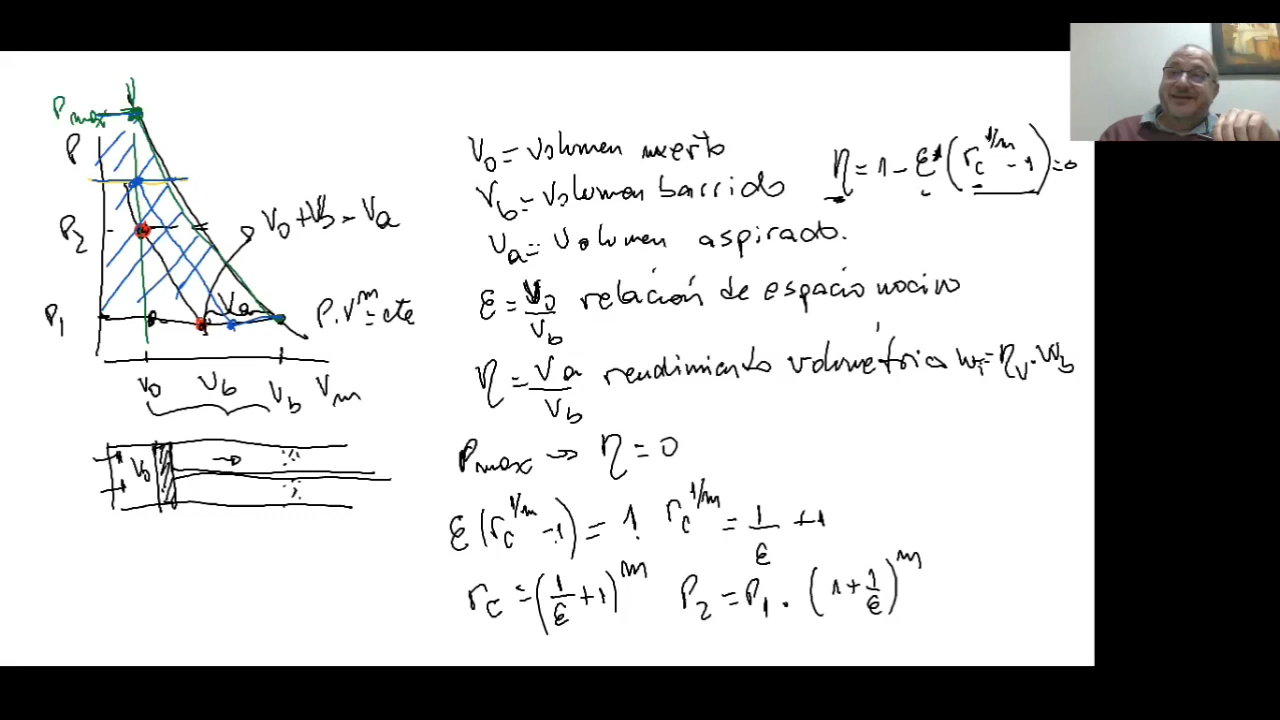 Pmax
P
P2
V0+Vb-Va
Va
P1
P.V^m=cte
V0 Vb Vb Vm
V0
V0=volumen muerto
Vb=volumen barrido
η=1-ε(rc^1/m-1)=0
Va=volumen aspirado.
ε=V0/Vb relación de espacio nocivo
η=Va/Vb rendimiento volumétrico
Pmax => η=0
ε(rc^1/m-1)=1 rc^1/m=1/ε+1
rc=(1/ε+1)^m P2=P1.(1+1/ε)^m